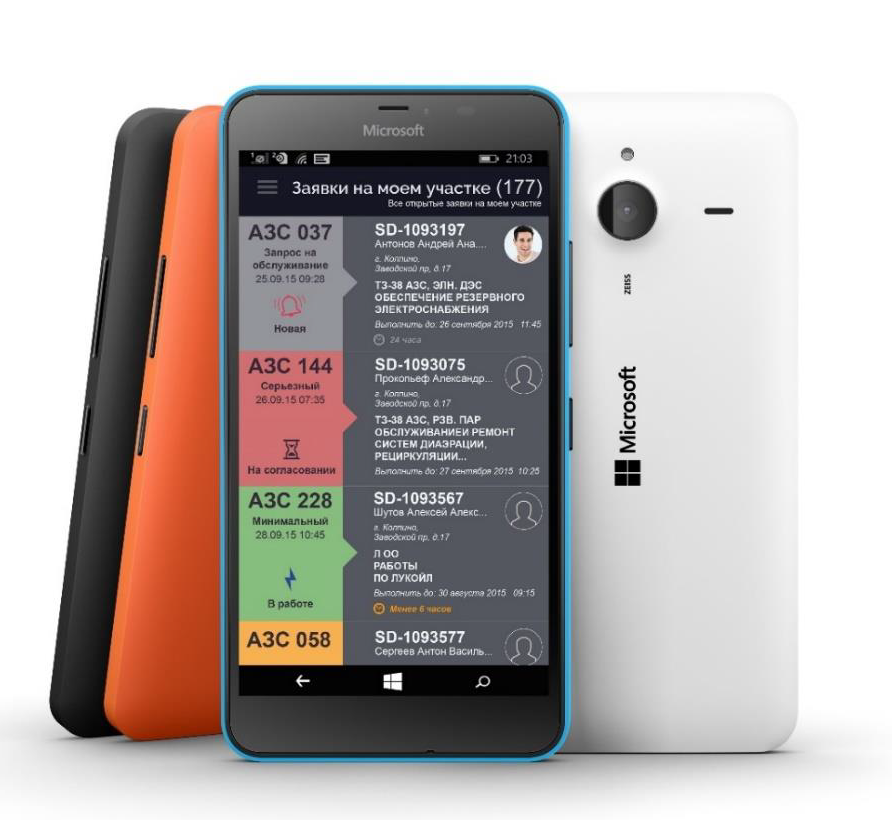 Microsoft
21:03
Заявки на моем участке (177)
Все открытые заявки на моем участке
АЗС 037
Запрос на
обслуживание
25.09.15 09:28
Новая
SD-1093197
Антонов Андрей Ана....
г. Колпино,
Заводской пр, д.17
ТЗ-38 АЗС, ЭЛН. ДЭС
ОБЕСПЕЧЕНИЕ РЕЗЕРВНОГО
ЭЛЕКТРОСНАБЖЕНИЯ
Выполнить до: 26 сентября 2015 11:45
24 часа
АЗС 144
Серьезный
26.09.15 07:35
На согласовании
SD-1093075
Прокопьеф Александр...
г. Колпино,
Заводской пр, д.17
ТЗ-38 АЗС, РЗВ. ПАР
ОБСЛУЖИВАНИЕИ РЕМОНТ
СИСТЕМ ДИАЭРАЦИИ,
РЕЦИРКУЛЯЦИИ...
Выполнить до: 27 сентября 2015 10:25
АЗС 228
Минимальный
28.09.15 10:45
В работе
SD-1093567
Шутов Алексей Алекс...
г. Колпино,
Заводской пр, д.17
Л ОО
РАБОТЫ
ПО ЛУКОЙЛ
Выполнить до: 30 августа 2015 09:15
Менее 6 часов
АЗС 058
SD-1093577
Сергеев Антон Василь...
ZEISS
Microsoft